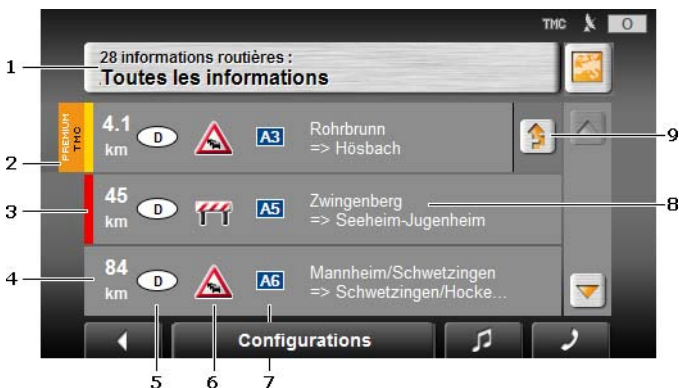 TMC 0
28 informations routières :
Toutes les informations
1
PREMIUM
TMC
4.1
km
D
A3
Rohrbrunn
=> Hösbach
9
2
45
km
D
A5
Zwingenberg
=> Seeheim-Jugenheim
3
8
84
km
D
A6
Mannheim/Schwetzingen
=> Schwetzingen/Hocke...
4
Configurations
5 6 7